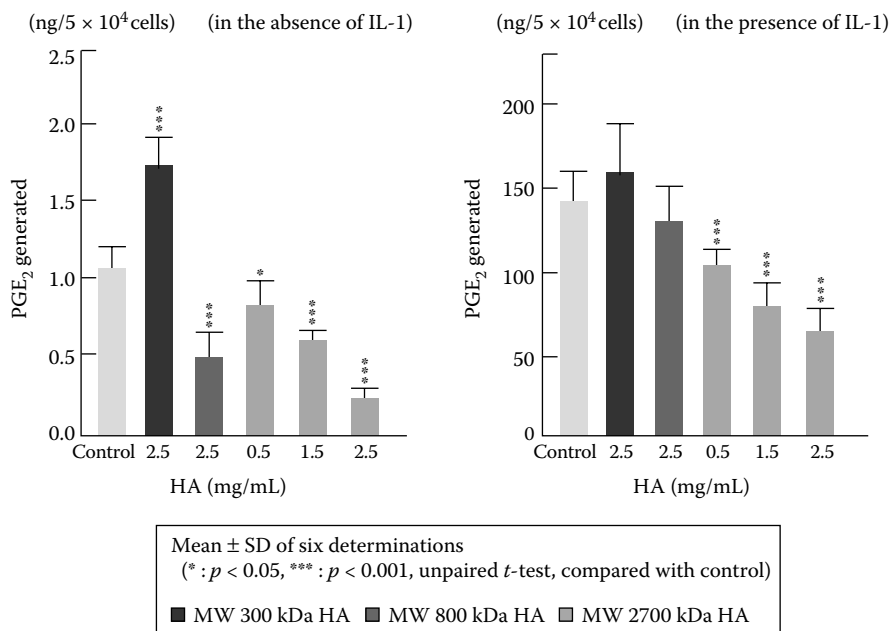 (ng/5 × 10⁴ cells) (in the absence of IL-1)
2.5
2.0
1.5
1.0
0.5
0.0
PGE₂ generated
***
***
*
***
***
Control 2.5 2.5 0.5 1.5 2.5
HA (mg/mL)
(ng/5 × 10⁴ cells) (in the presence of IL-1)
200
150
100
50
0
PGE₂ generated
***
***
***
Control 2.5 2.5 0.5 1.5 2.5
HA (mg/mL)
Mean ± SD of six determinations
(* : p < 0.05, *** : p < 0.001, unpaired t-test, compared with control)
MW 300 kDa HA MW 800 kDa HA MW 2700 kDa HA